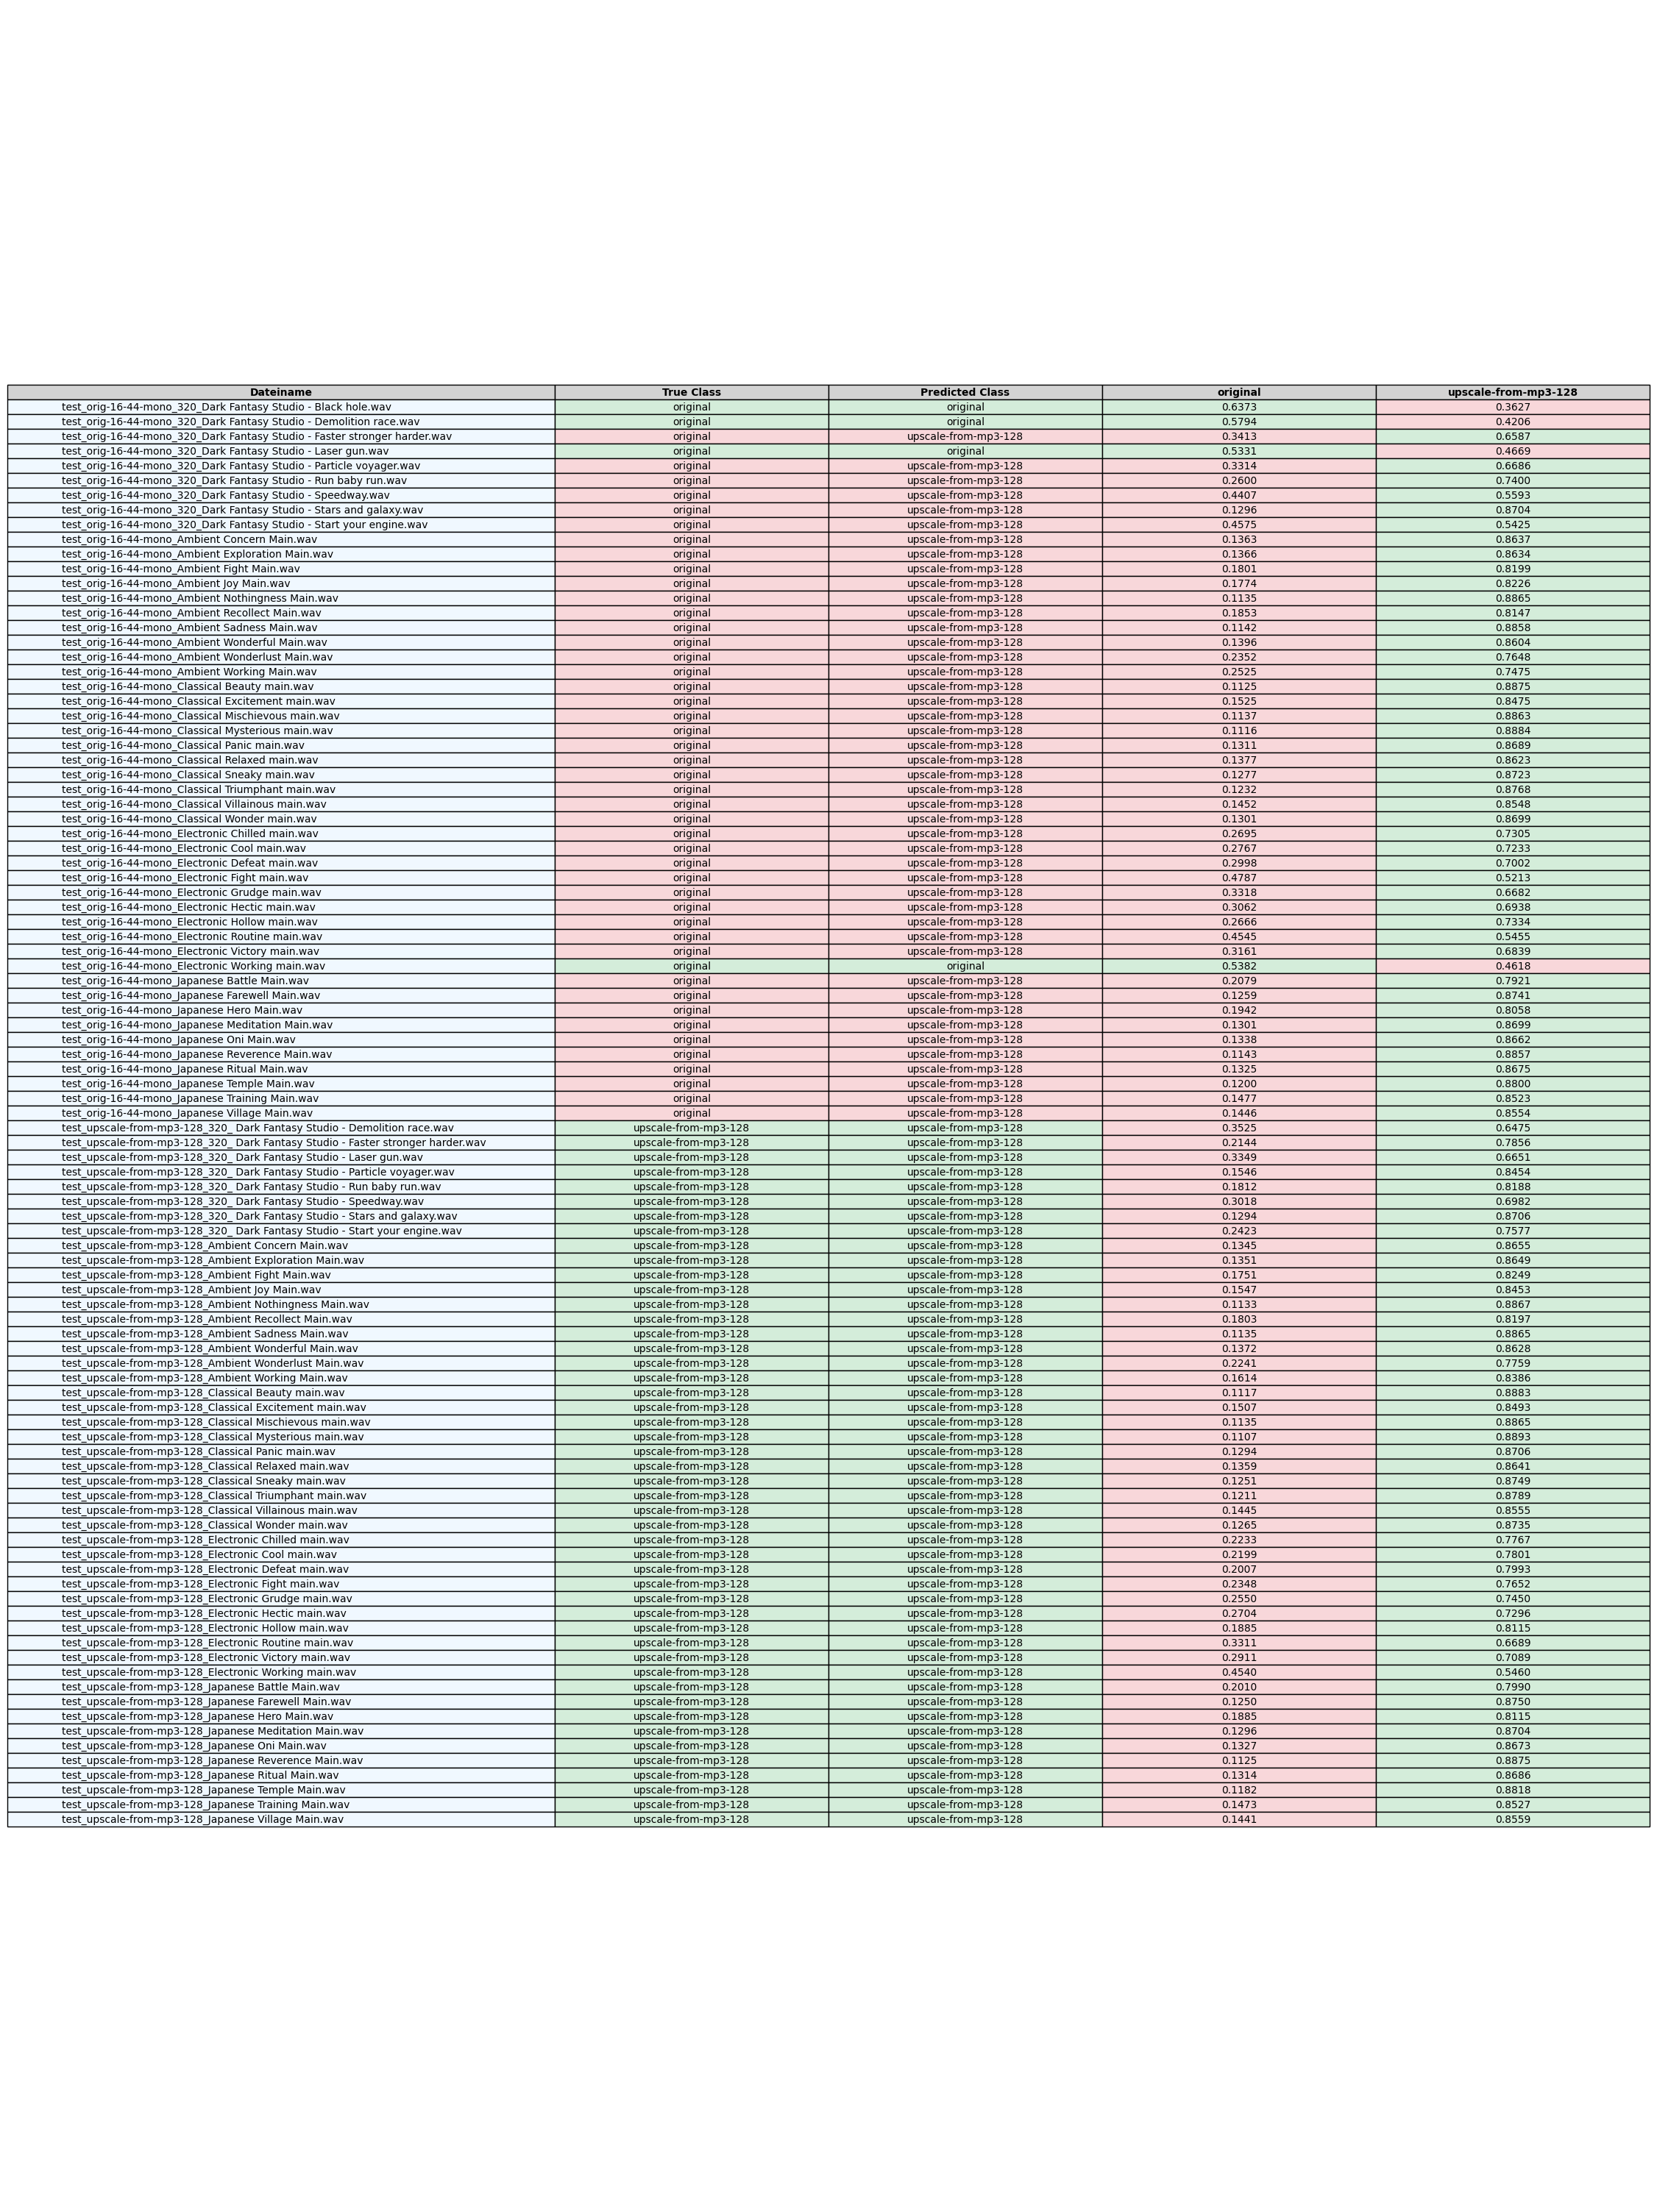 Dateiname True Class Predicted Class original upscale-from-mp3-128
test_orig-16-44-mono_320_Dark Fantasy Studio - Black hole.wav original original 0.6373 0.3627
test_orig-16-44-mono_320_Dark Fantasy Studio - Demolition race.wav original original 0.5794 0.4206
test_orig-16-44-mono_320_Dark Fantasy Studio - Faster stronger harder.wav original upscale-from-mp3-128 0.3413 0.6587
test_orig-16-44-mono_320_Dark Fantasy Studio - Laser gun.wav original original 0.5331 0.4669
test_orig-16-44-mono_320_Dark Fantasy Studio - Particle voyager.wav original upscale-from-mp3-128 0.3314 0.6686
test_orig-16-44-mono_320_Dark Fantasy Studio - Run baby run.wav original upscale-from-mp3-128 0.2600 0.7400
test_orig-16-44-mono_320_Dark Fantasy Studio - Speedway.wav original upscale-from-mp3-128 0.4407 0.5593
test_orig-16-44-mono_320_Dark Fantasy Studio - Stars and galaxy.wav original upscale-from-mp3-128 0.1296 0.8704
test_orig-16-44-mono_320_Dark Fantasy Studio - Start your engine.wav original upscale-from-mp3-128 0.4575 0.5425
test_orig-16-44-mono_Ambient Concern Main.wav original upscale-from-mp3-128 0.1363 0.8637
test_orig-16-44-mono_Ambient Exploration Main.wav original upscale-from-mp3-128 0.1366 0.8634
test_orig-16-44-mono_Ambient Fight Main.wav original upscale-from-mp3-128 0.1801 0.8199
test_orig-16-44-mono_Ambient Joy Main.wav original upscale-from-mp3-128 0.1774 0.8226
test_orig-16-44-mono_Ambient Nothingness Main.wav original upscale-from-mp3-128 0.1135 0.8865
test_orig-16-44-mono_Ambient Recollect Main.wav original upscale-from-mp3-128 0.1853 0.8147
test_orig-16-44-mono_Ambient Sadness Main.wav original upscale-from-mp3-128 0.1142 0.8858
test_orig-16-44-mono_Ambient Wonderful Main.wav original upscale-from-mp3-128 0.1396 0.8604
test_orig-16-44-mono_Ambient Wonderlust Main.wav original upscale-from-mp3-128 0.2352 0.7648
test_orig-16-44-mono_Ambient Working Main.wav original upscale-from-mp3-128 0.2525 0.7475
test_orig-16-44-mono_Classical Beauty main.wav original upscale-from-mp3-128 0.1125 0.8875
test_orig-16-44-mono_Classical Excitement main.wav original upscale-from-mp3-128 0.1525 0.8475
test_orig-16-44-mono_Classical Mischievous main.wav original upscale-from-mp3-128 0.1137 0.8863
test_orig-16-44-mono_Classical Mysterious main.wav original upscale-from-mp3-128 0.1116 0.8884
test_orig-16-44-mono_Classical Panic main.wav original upscale-from-mp3-128 0.1311 0.8689
test_orig-16-44-mono_Classical Relaxed main.wav original upscale-from-mp3-128 0.1377 0.8623
test_orig-16-44-mono_Classical Sneaky main.wav original upscale-from-mp3-128 0.1277 0.8723
test_orig-16-44-mono_Classical Triumphant main.wav original upscale-from-mp3-128 0.1232 0.8768
test_orig-16-44-mono_Classical Villainous main.wav original upscale-from-mp3-128 0.1452 0.8548
test_orig-16-44-mono_Classical Wonder main.wav original upscale-from-mp3-128 0.1301 0.8699
test_orig-16-44-mono_Electronic Chilled main.wav original upscale-from-mp3-128 0.2695 0.7305
test_orig-16-44-mono_Electronic Cool main.wav original upscale-from-mp3-128 0.2767 0.7233
test_orig-16-44-mono_Electronic Defeat main.wav original upscale-from-mp3-128 0.2998 0.7002
test_orig-16-44-mono_Electronic Fight main.wav original upscale-from-mp3-128 0.4787 0.5213
test_orig-16-44-mono_Electronic Grudge main.wav original upscale-from-mp3-128 0.3318 0.6682
test_orig-16-44-mono_Electronic Hectic main.wav original upscale-from-mp3-128 0.3062 0.6938
test_orig-16-44-mono_Electronic Hollow main.wav original upscale-from-mp3-128 0.2666 0.7334
test_orig-16-44-mono_Electronic Routine main.wav original upscale-from-mp3-128 0.4545 0.5455
test_orig-16-44-mono_Electronic Victory main.wav original upscale-from-mp3-128 0.3161 0.6839
test_orig-16-44-mono_Electronic Working main.wav original original 0.5382 0.4618
test_orig-16-44-mono_Japanese Battle Main.wav original upscale-from-mp3-128 0.2079 0.7921
test_orig-16-44-mono_Japanese Farewell Main.wav original upscale-from-mp3-128 0.1259 0.8741
test_orig-16-44-mono_Japanese Hero Main.wav original upscale-from-mp3-128 0.1942 0.8058
test_orig-16-44-mono_Japanese Meditation Main.wav original upscale-from-mp3-128 0.1301 0.8699
test_orig-16-44-mono_Japanese Oni Main.wav original upscale-from-mp3-128 0.1338 0.8662
test_orig-16-44-mono_Japanese Reverence Main.wav original upscale-from-mp3-128 0.1143 0.8857
test_orig-16-44-mono_Japanese Ritual Main.wav original upscale-from-mp3-128 0.1325 0.8675
test_orig-16-44-mono_Japanese Temple Main.wav original upscale-from-mp3-128 0.1200 0.8800
test_orig-16-44-mono_Japanese Training Main.wav original upscale-from-mp3-128 0.1477 0.8523
test_orig-16-44-mono_Japanese Village Main.wav original upscale-from-mp3-128 0.1446 0.8554
test_upscale-from-mp3-128_320_ Dark Fantasy Studio - Demolition race.wav upscale-from-mp3-128 upscale-from-mp3-128 0.3525 0.6475
test_upscale-from-mp3-128_320_ Dark Fantasy Studio - Faster stronger harder.wav upscale-from-mp3-128 upscale-from-mp3-128 0.2144 0.7856
test_upscale-from-mp3-128_320_ Dark Fantasy Studio - Laser gun.wav upscale-from-mp3-128 upscale-from-mp3-128 0.3349 0.6651
test_upscale-from-mp3-128_320_ Dark Fantasy Studio - Particle voyager.wav upscale-from-mp3-128 upscale-from-mp3-128 0.1546 0.8454
test_upscale-from-mp3-128_320_ Dark Fantasy Studio - Run baby run.wav upscale-from-mp3-128 upscale-from-mp3-128 0.1812 0.8188
test_upscale-from-mp3-128_320_ Dark Fantasy Studio - Speedway.wav upscale-from-mp3-128 upscale-from-mp3-128 0.3018 0.6982
test_upscale-from-mp3-128_320_ Dark Fantasy Studio - Stars and galaxy.wav upscale-from-mp3-128 upscale-from-mp3-128 0.1294 0.8706
test_upscale-from-mp3-128_320_ Dark Fantasy Studio - Start your engine.wav upscale-from-mp3-128 upscale-from-mp3-128 0.2423 0.7577
test_upscale-from-mp3-128_Ambient Concern Main.wav upscale-from-mp3-128 upscale-from-mp3-128 0.1345 0.8655
test_upscale-from-mp3-128_Ambient Exploration Main.wav upscale-from-mp3-128 upscale-from-mp3-128 0.1351 0.8649
test_upscale-from-mp3-128_Ambient Fight Main.wav upscale-from-mp3-128 upscale-from-mp3-128 0.1751 0.8249
test_upscale-from-mp3-128_Ambient Joy Main.wav upscale-from-mp3-128 upscale-from-mp3-128 0.1547 0.8453
test_upscale-from-mp3-128_Ambient Nothingness Main.wav upscale-from-mp3-128 upscale-from-mp3-128 0.1133 0.8867
test_upscale-from-mp3-128_Ambient Recollect Main.wav upscale-from-mp3-128 upscale-from-mp3-128 0.1803 0.8197
test_upscale-from-mp3-128_Ambient Sadness Main.wav upscale-from-mp3-128 upscale-from-mp3-128 0.1135 0.8865
test_upscale-from-mp3-128_Ambient Wonderful Main.wav upscale-from-mp3-128 upscale-from-mp3-128 0.1372 0.8628
test_upscale-from-mp3-128_Ambient Wonderlust Main.wav upscale-from-mp3-128 upscale-from-mp3-128 0.2241 0.7759
test_upscale-from-mp3-128_Ambient Working Main.wav upscale-from-mp3-128 upscale-from-mp3-128 0.1614 0.8386
test_upscale-from-mp3-128_Classical Beauty main.wav upscale-from-mp3-128 upscale-from-mp3-128 0.1117 0.8883
test_upscale-from-mp3-128_Classical Excitement main.wav upscale-from-mp3-128 upscale-from-mp3-128 0.1507 0.8493
test_upscale-from-mp3-128_Classical Mischievous main.wav upscale-from-mp3-128 upscale-from-mp3-128 0.1135 0.8865
test_upscale-from-mp3-128_Classical Mysterious main.wav upscale-from-mp3-128 upscale-from-mp3-128 0.1107 0.8893
test_upscale-from-mp3-128_Classical Panic main.wav upscale-from-mp3-128 upscale-from-mp3-128 0.1294 0.8706
test_upscale-from-mp3-128_Classical Relaxed main.wav upscale-from-mp3-128 upscale-from-mp3-128 0.1359 0.8641
test_upscale-from-mp3-128_Classical Sneaky main.wav upscale-from-mp3-128 upscale-from-mp3-128 0.1251 0.8749
test_upscale-from-mp3-128_Classical Triumphant main.wav upscale-from-mp3-128 upscale-from-mp3-128 0.1211 0.8789
test_upscale-from-mp3-128_Classical Villainous main.wav upscale-from-mp3-128 upscale-from-mp3-128 0.1445 0.8555
test_upscale-from-mp3-128_Classical Wonder main.wav upscale-from-mp3-128 upscale-from-mp3-128 0.1265 0.8735
test_upscale-from-mp3-128_Electronic Chilled main.wav upscale-from-mp3-128 upscale-from-mp3-128 0.2233 0.7767
test_upscale-from-mp3-128_Electronic Cool main.wav upscale-from-mp3-128 upscale-from-mp3-128 0.2199 0.7801
test_upscale-from-mp3-128_Electronic Defeat main.wav upscale-from-mp3-128 upscale-from-mp3-128 0.2007 0.7993
test_upscale-from-mp3-128_Electronic Fight main.wav upscale-from-mp3-128 upscale-from-mp3-128 0.2348 0.7652
test_upscale-from-mp3-128_Electronic Grudge main.wav upscale-from-mp3-128 upscale-from-mp3-128 0.2550 0.7450
test_upscale-from-mp3-128_Electronic Hectic main.wav upscale-from-mp3-128 upscale-from-mp3-128 0.2704 0.7296
test_upscale-from-mp3-128_Electronic Hollow main.wav upscale-from-mp3-128 upscale-from-mp3-128 0.1885 0.8115
test_upscale-from-mp3-128_Electronic Routine main.wav upscale-from-mp3-128 upscale-from-mp3-128 0.3311 0.6689
test_upscale-from-mp3-128_Electronic Victory main.wav upscale-from-mp3-128 upscale-from-mp3-128 0.2911 0.7089
test_upscale-from-mp3-128_Electronic Working main.wav upscale-from-mp3-128 upscale-from-mp3-128 0.4540 0.5460
test_upscale-from-mp3-128_Japanese Battle Main.wav upscale-from-mp3-128 upscale-from-mp3-128 0.2010 0.7990
test_upscale-from-mp3-128_Japanese Farewell Main.wav upscale-from-mp3-128 upscale-from-mp3-128 0.1250 0.8750
test_upscale-from-mp3-128_Japanese Hero Main.wav upscale-from-mp3-128 upscale-from-mp3-128 0.1885 0.8115
test_upscale-from-mp3-128_Japanese Meditation Main.wav upscale-from-mp3-128 upscale-from-mp3-128 0.1296 0.8704
test_upscale-from-mp3-128_Japanese Oni Main.wav upscale-from-mp3-128 upscale-from-mp3-128 0.1327 0.8673
test_upscale-from-mp3-128_Japanese Reverence Main.wav upscale-from-mp3-128 upscale-from-mp3-128 0.1125 0.8875
test_upscale-from-mp3-128_Japanese Ritual Main.wav upscale-from-mp3-128 upscale-from-mp3-128 0.1314 0.8686
test_upscale-from-mp3-128_Japanese Temple Main.wav upscale-from-mp3-128 upscale-from-mp3-128 0.1182 0.8818
test_upscale-from-mp3-128_Japanese Training Main.wav upscale-from-mp3-128 upscale-from-mp3-128 0.1473 0.8527
test_upscale-from-mp3-128_Japanese Village Main.wav upscale-from-mp3-128 upscale-from-mp3-128 0.1441 0.8559